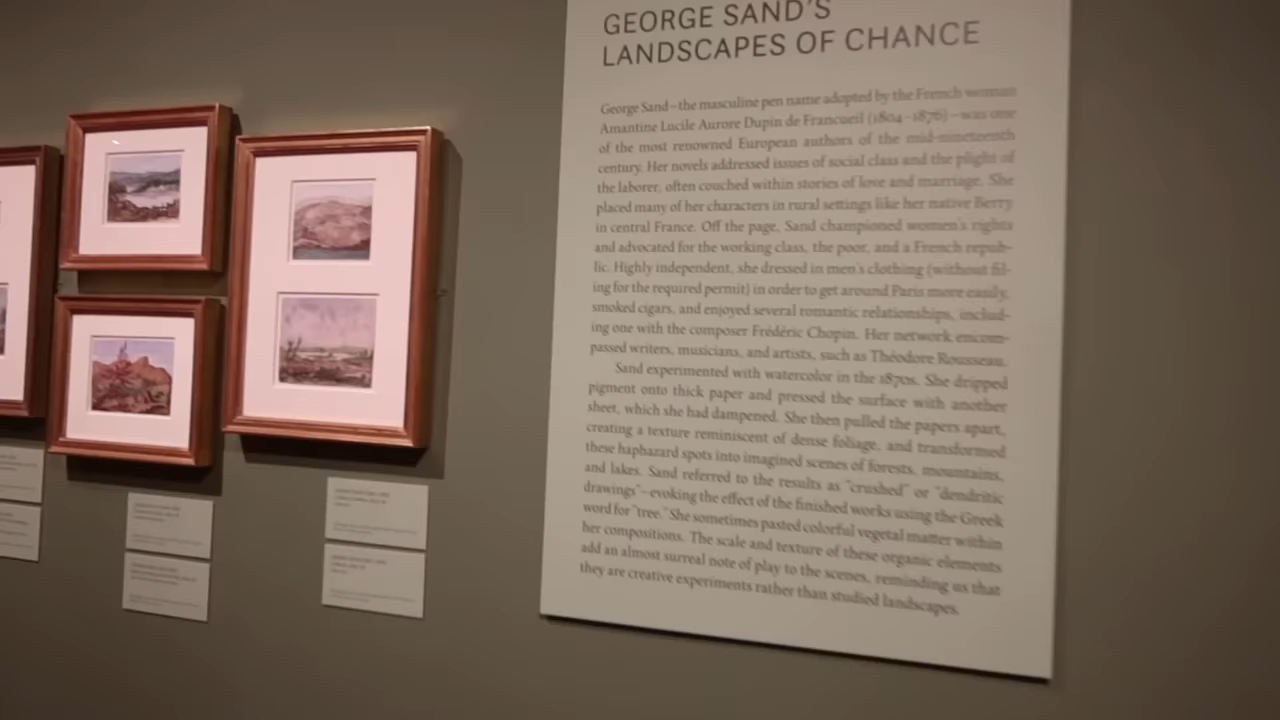 GEORGE SAND'S
LANDSCAPES OF CHANCE
George Sand—the masculine pen name adopted by the French woman
Amantine Lucile Aurore Dupin de Francueil (1804–1876)—was one
of the most renowned European authors of the mid-nineteenth
century. Her novels addressed issues of social class and the plight of
the laborer, often couched within stories of love and marriage. She
placed many of her characters in rural settings like her native Berry
in central France. Off the page, Sand championed women's rights
and advocated for the working class, the poor, and a French repub-
lic. Highly independent, she dressed in men's clothing (without fil-
ing for the required permit) in order to get around Paris more easily,
smoked cigars, and enjoyed several romantic relationships, includ-
ing one with the composer Frédéric Chopin. Her network encom-
passed writers, musicians, and artists, such as Théodore Rousseau.
Sand experimented with watercolor in the 1870s. She dripped
pigment onto thick paper and pressed the surface with another
sheet, which she had dampened. She then pulled the papers apart,
creating a texture reminiscent of dense foliage, and transformed
these haphazard spots into imagined scenes of forests, mountains,
and lakes. Sand referred to the results as "crushed" or "dendritic
drawings"—evoking the effect of the finished works using the Greek
word for "tree." She sometimes pasted colorful vegetal matter within
her compositions. The scale and texture of these organic elements
add an almost surreal note of play to the scenes, reminding us that
they are creative experiments rather than studied landscapes.